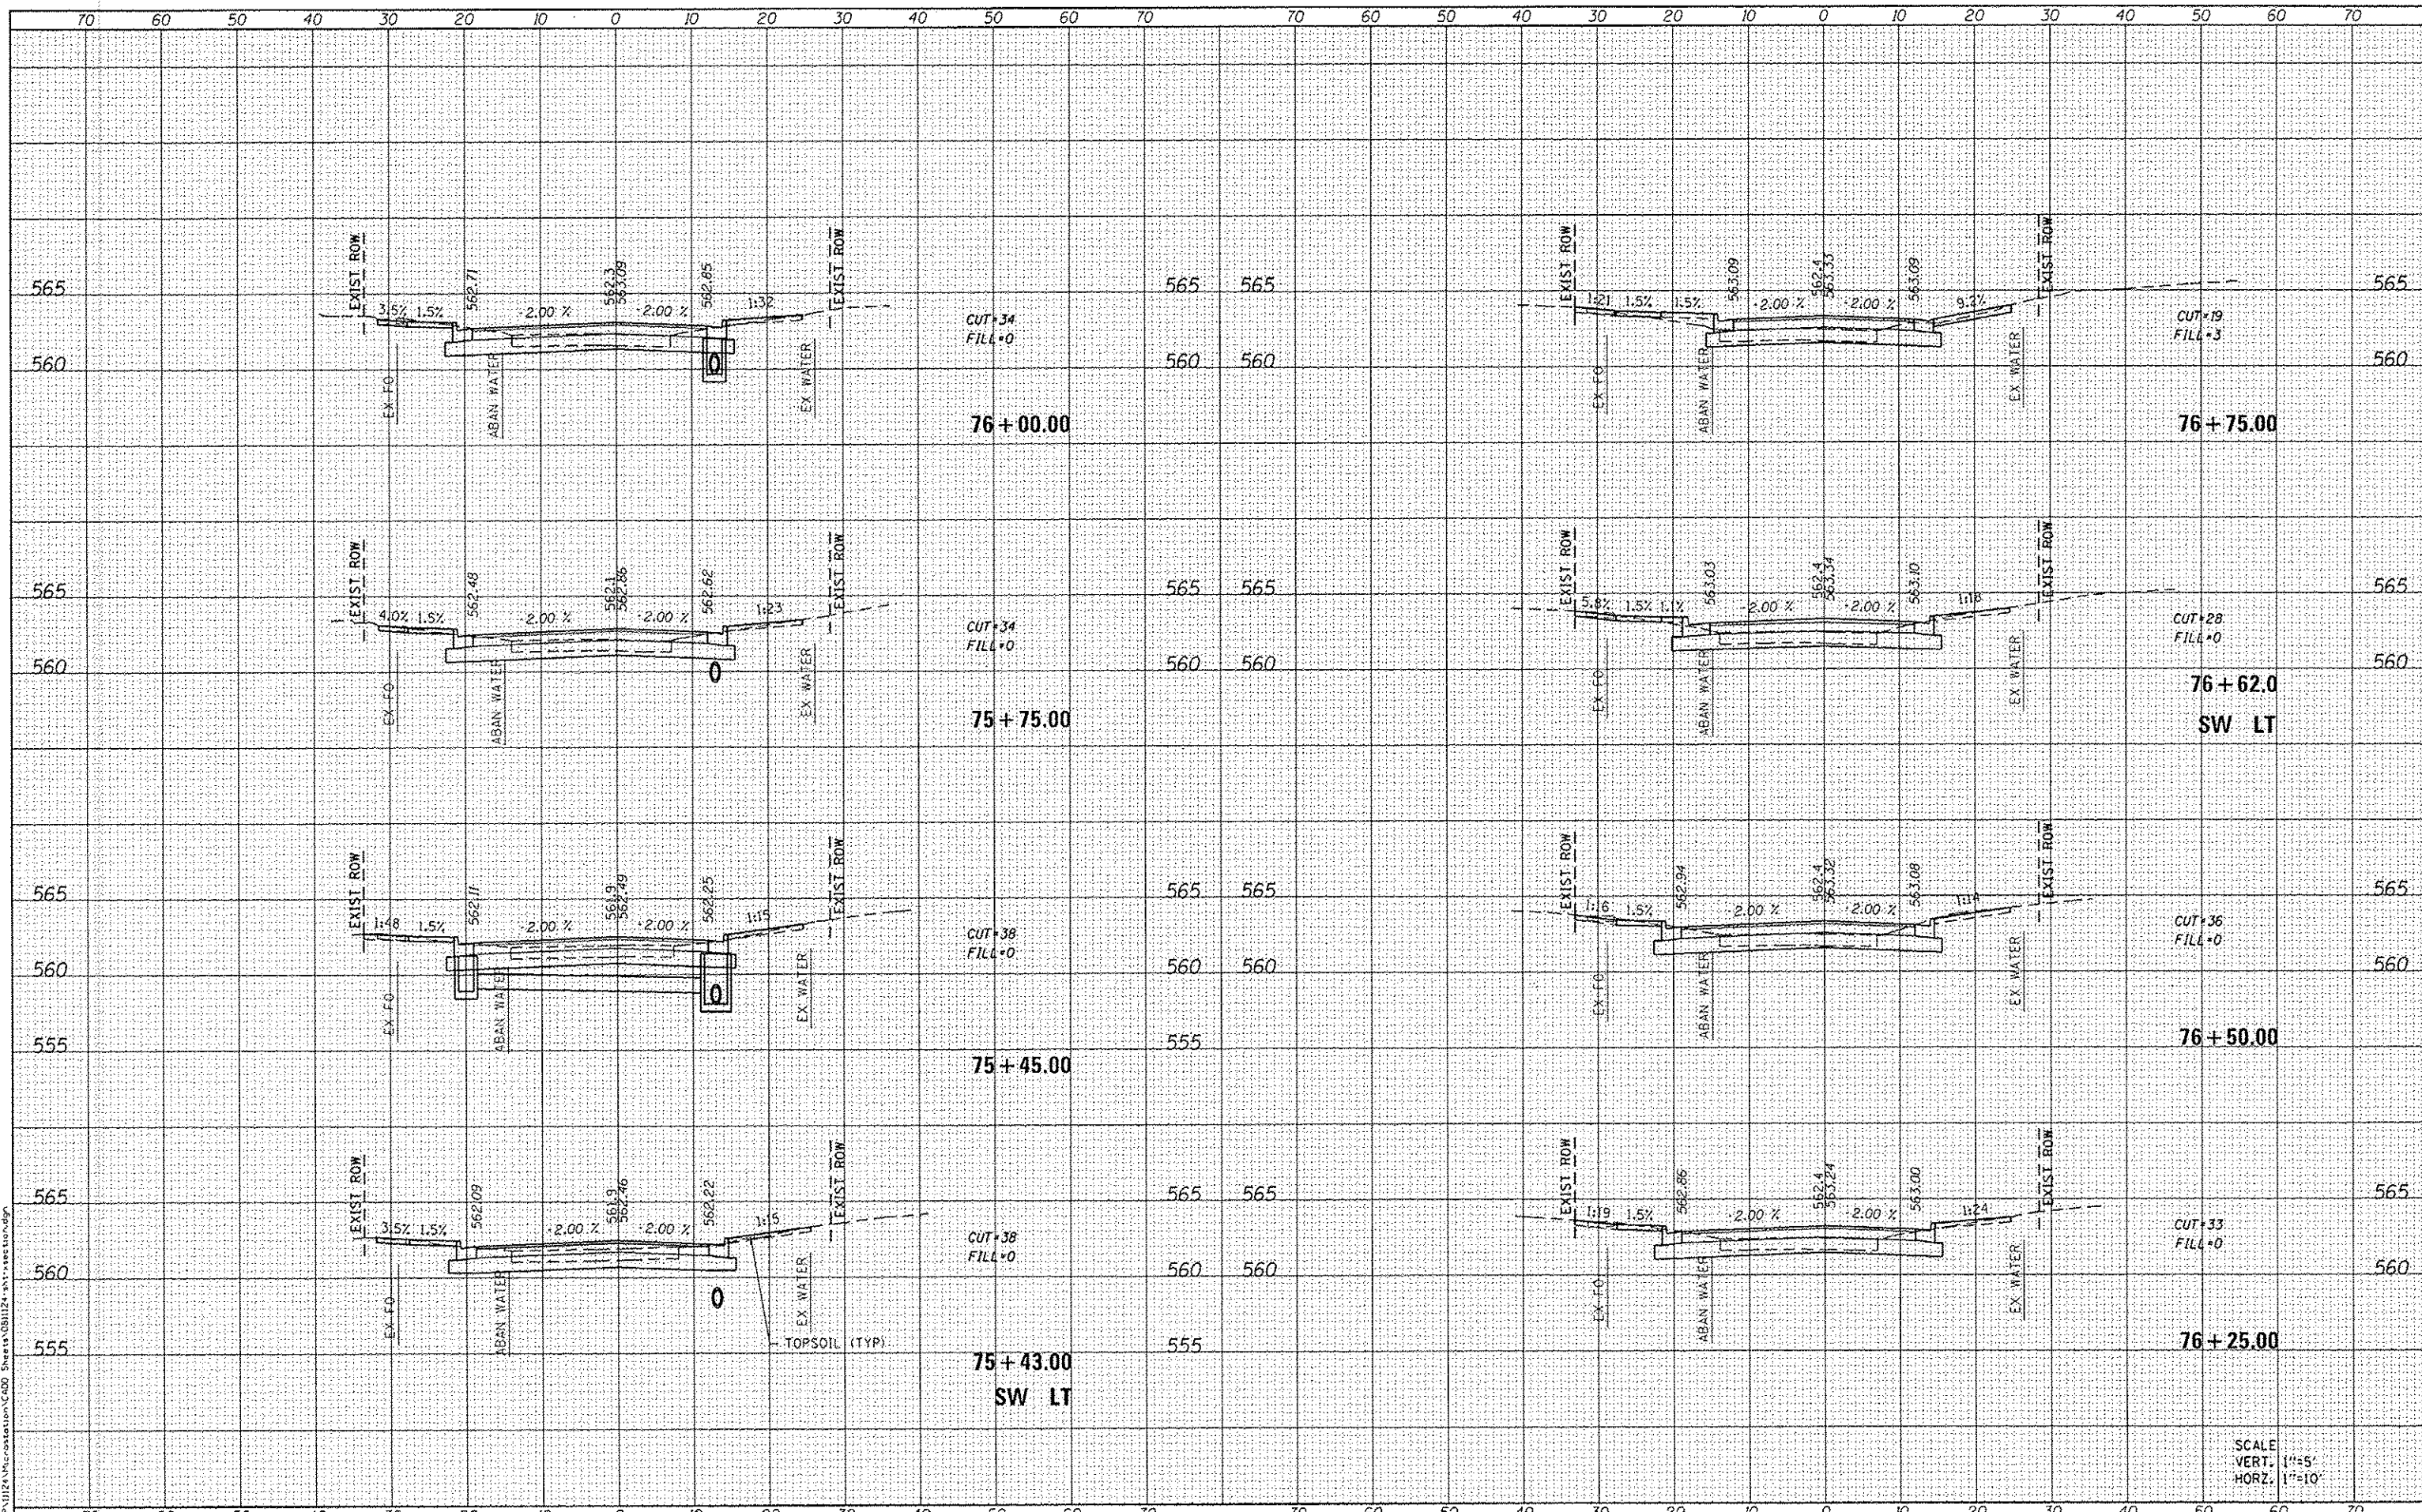 70 60 50 40 30 20 10 0 10 20 30 40 50 60 70 60 50 40 30 20 10 0 10 20 30 40 50 60 70
EXIST ROW
3.5% 1.5%
562.71
-2.00 %
562.3
563.09
-2.00 %
562.85
1:32
EXIST ROW
565 565
560 560
EX FO
ABAN WATER
EX WATER
CUT=34
FILL=0
76+00.00
EXIST ROW
4.0% 1.5%
562.48
-2.00 %
562.1
562.86
-2.00 %
562.62
1:23
EXIST ROW
565 565
560 560
EX FO
ABAN WATER
EX WATER
CUT=34
FILL=0
75+75.00
EXIST ROW
1:48 1.5%
562.11
-2.00 %
561.9
562.49
-2.00 %
562.25
1:15
EXIST ROW
565 565
560 560
555 555
EX FO
ABAN WATER
EX WATER
CUT=38
FILL=0
75+45.00
EXIST ROW
3.5% 1.5%
562.09
-2.00 %
561.9
562.46
-2.00 %
562.22
1:15
EXIST ROW
565 565
560 560
555 555
EX FO
ABAN WATER
EX WATER
TOPSOIL (TYP)
CUT=38
FILL=0
75+43.00
SW LT
EXIST ROW
1:21 1.5% 1.5%
563.09
-2.00 %
562.4
563.33
-2.00 %
563.09
9.2%
EXIST ROW
565 565
560 560
EX FO
ABAN WATER
EX WATER
CUT=19
FILL=3
76+75.00
EXIST ROW
5.8% 1.5% 1.1%
563.03
-2.00 %
562.4
563.34
-2.00 %
563.10
1:18
EXIST ROW
565 565
560 560
EX FO
ABAN WATER
EX WATER
CUT=28
FILL=0
76+62.0
SW LT
EXIST ROW
1:16 1.5%
562.94
-2.00 %
562.4
563.32
-2.00 %
563.08
1:14
EXIST ROW
565 565
560 560
555
EX FO
ABAN WATER
EX WATER
CUT=36
FILL=0
76+50.00
EXIST ROW
1:19 1.5%
562.86
-2.00 %
562.4
563.24
-2.00 %
563.00
1:24
EXIST ROW
565 565
560 560
555
EX FO
ABAN WATER
EX WATER
CUT=33
FILL=0
76+25.00
SCALE
VERT. 1"=5'
HORZ. 1"=10'